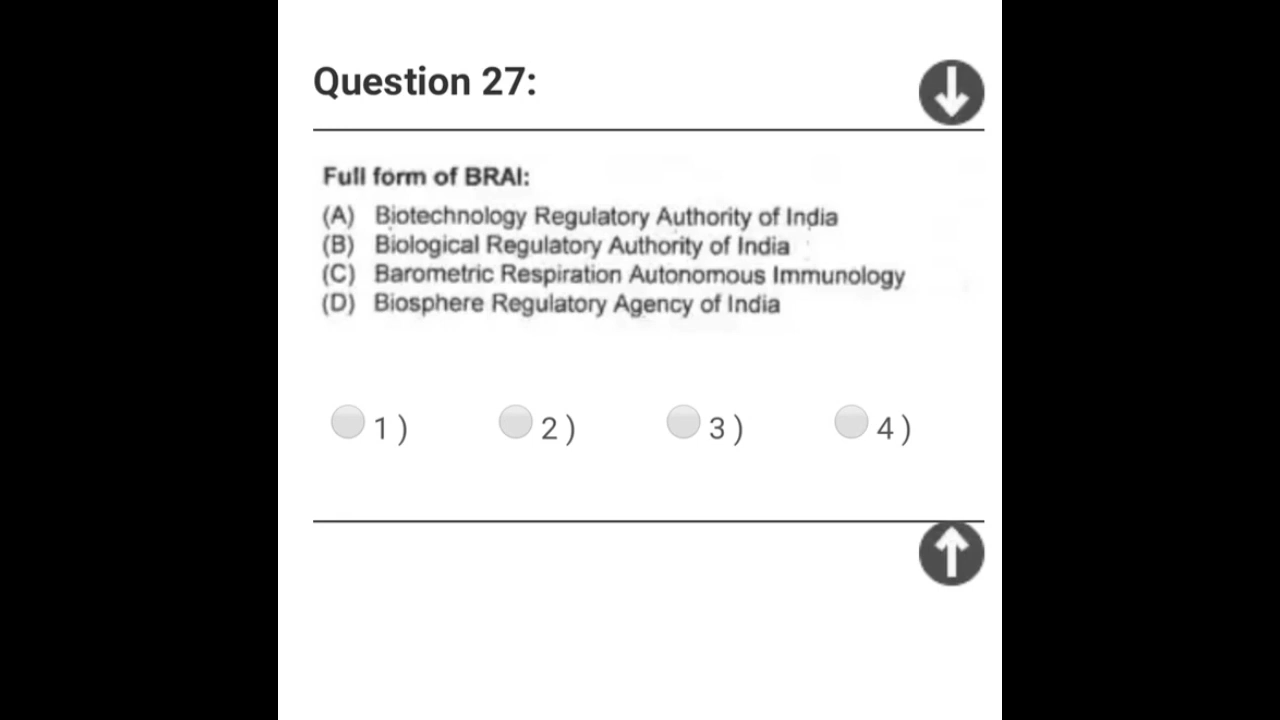 Question 27:
Full form of BRAI:
(A) Biotechnology Regulatory Authority of India
(B) Biological Regulatory Authority of India
(C) Barometric Respiration Autonomous Immunology
(D) Biosphere Regulatory Agency of India
1 ) 2 ) 3 ) 4 )